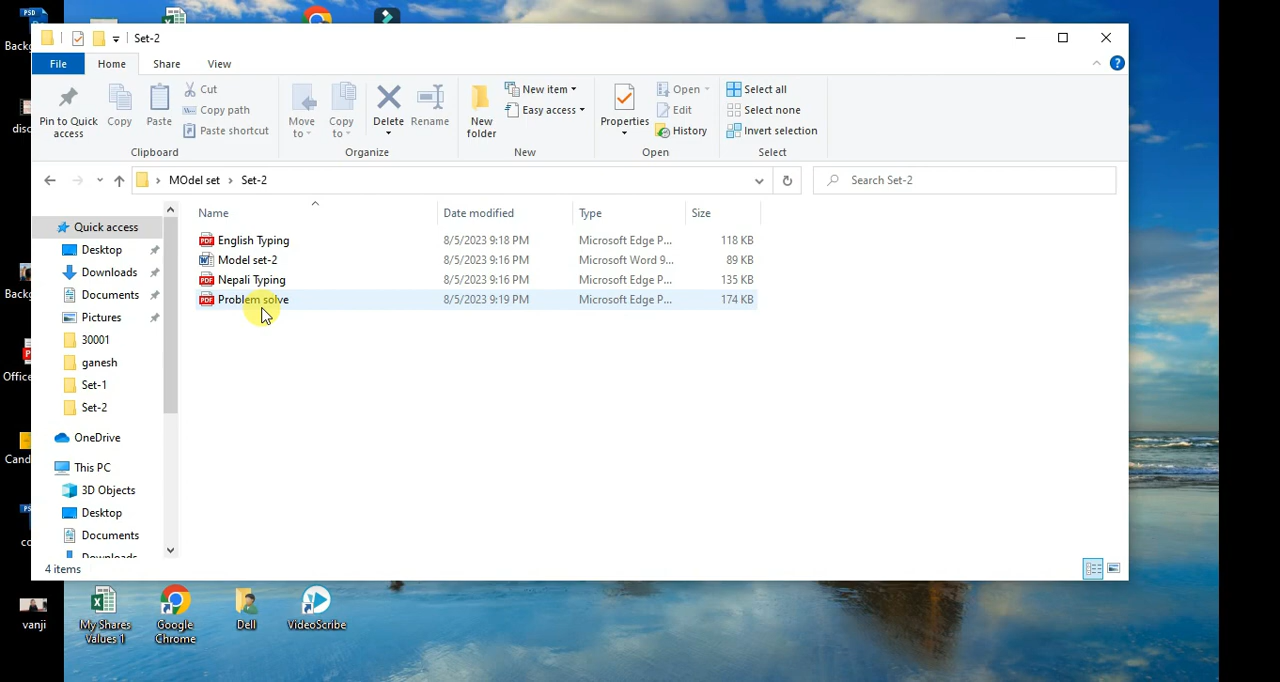 PSD
Backg
Set-2
File
Home
Share
View
Pin to Quick access
Copy
Paste
Cut
Copy path
Paste shortcut
Clipboard
Move to
Copy to
Delete
Rename
Organize
New folder
New item
Easy access
New
Properties
Open
Edit
History
Open
Select all
Select none
Invert selection
Select
disc
MOdel set > Set-2
Search Set-2
Quick access
Desktop
Downloads
Documents
Pictures
30001
ganesh
Set-1
Set-2
OneDrive
This PC
3D Objects
Desktop
Documents
Downloads
Name Date modified Type Size
English Typing 8/5/2023 9:18 PM Microsoft Edge P... 118 KB
Model set-2 8/5/2023 9:16 PM Microsoft Word 9... 89 KB
Nepali Typing 8/5/2023 9:16 PM Microsoft Edge P... 135 KB
Problem solve 8/5/2023 9:19 PM Microsoft Edge P... 174 KB
4 items
Backg
Office
Cand
vanji
My Shares Values 1
Google Chrome
Dell
VideoScribe